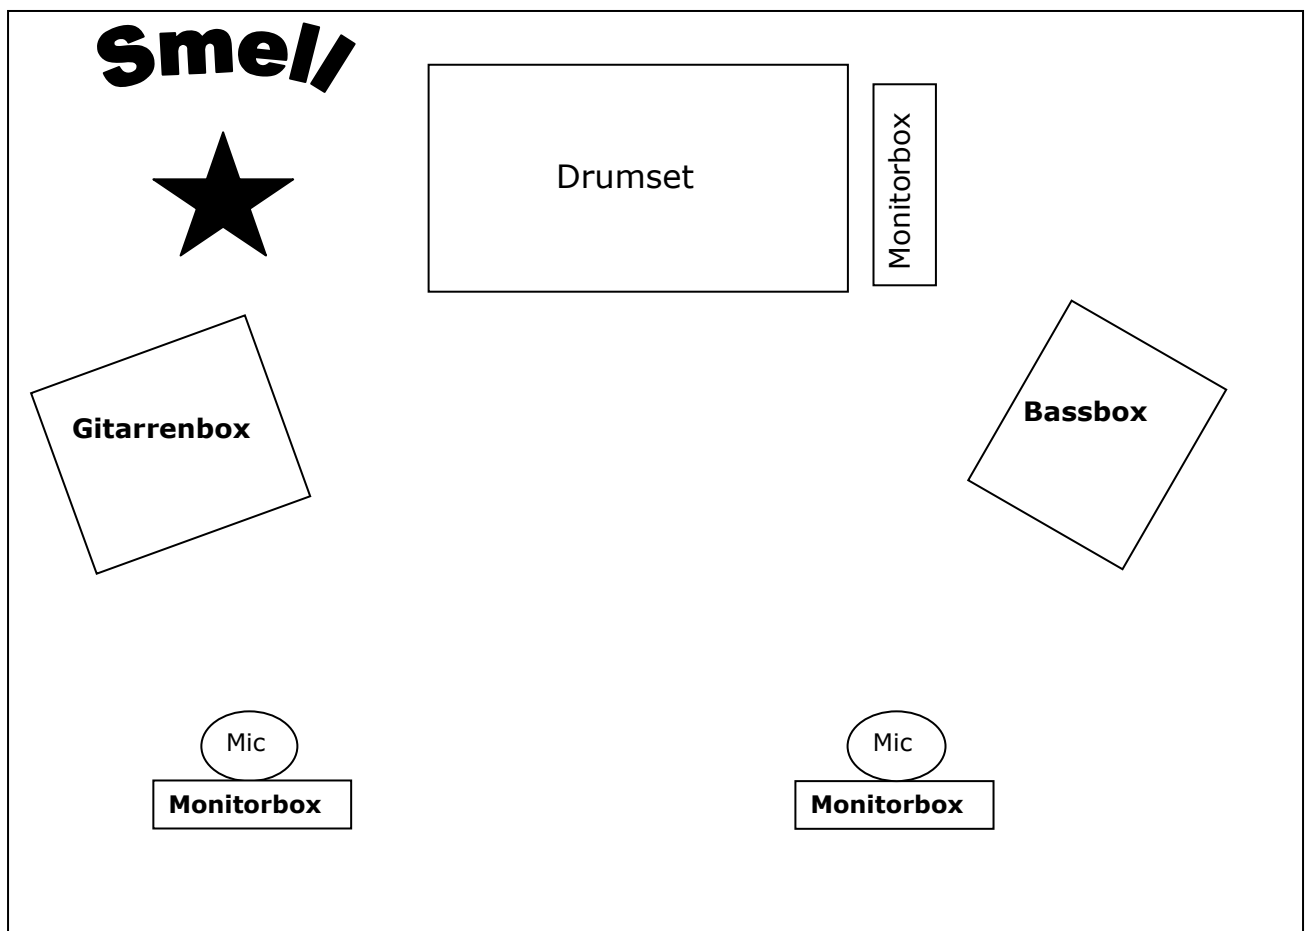 Smell
Drumset
Monitorbox
Gitarrenbox
Bassbox
Mic
Monitorbox
Mic
Monitorbox